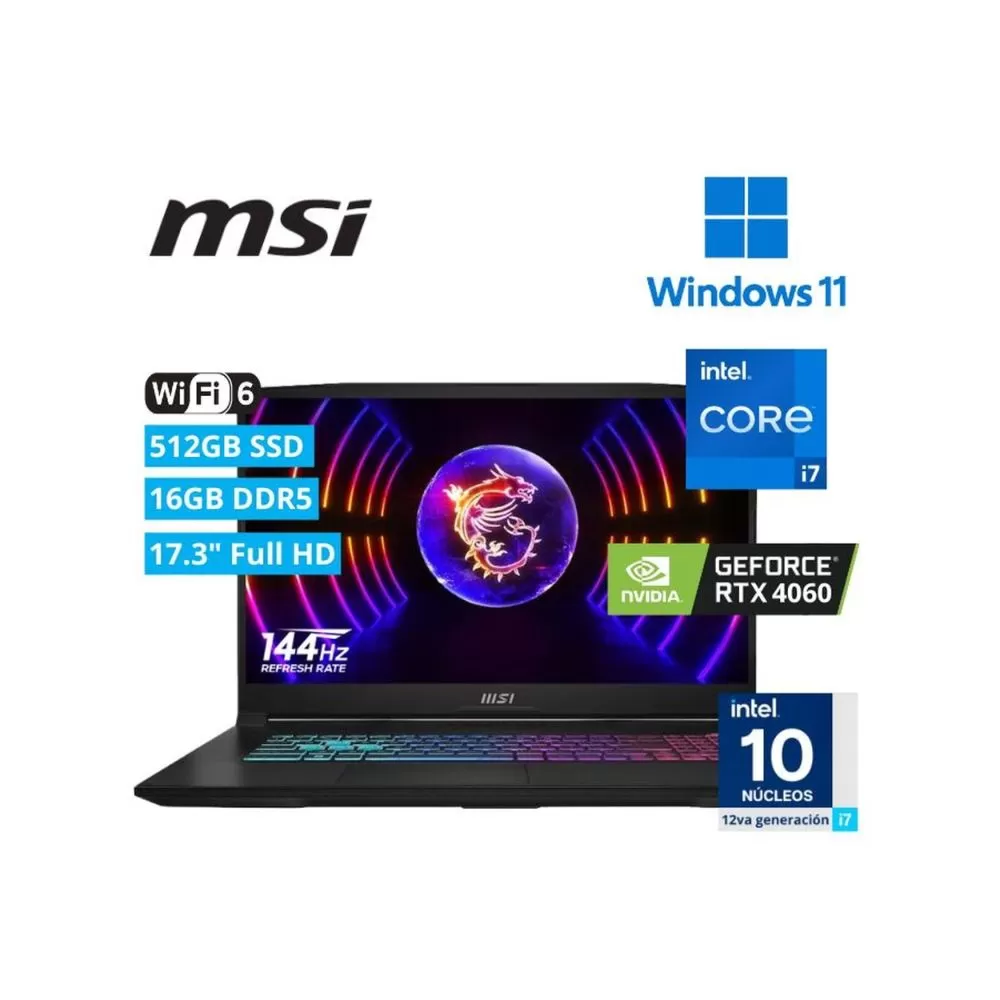 msi
Windows 11
WiFi 6
512GB SSD
16GB DDR5
17.3" Full HD
intel.
CORE
i7
NVIDIA.
GEFORCE
RTX 4060
144Hz
REFRESH RATE
msi
intel.
10
NÚCLEOS
12va generación i7